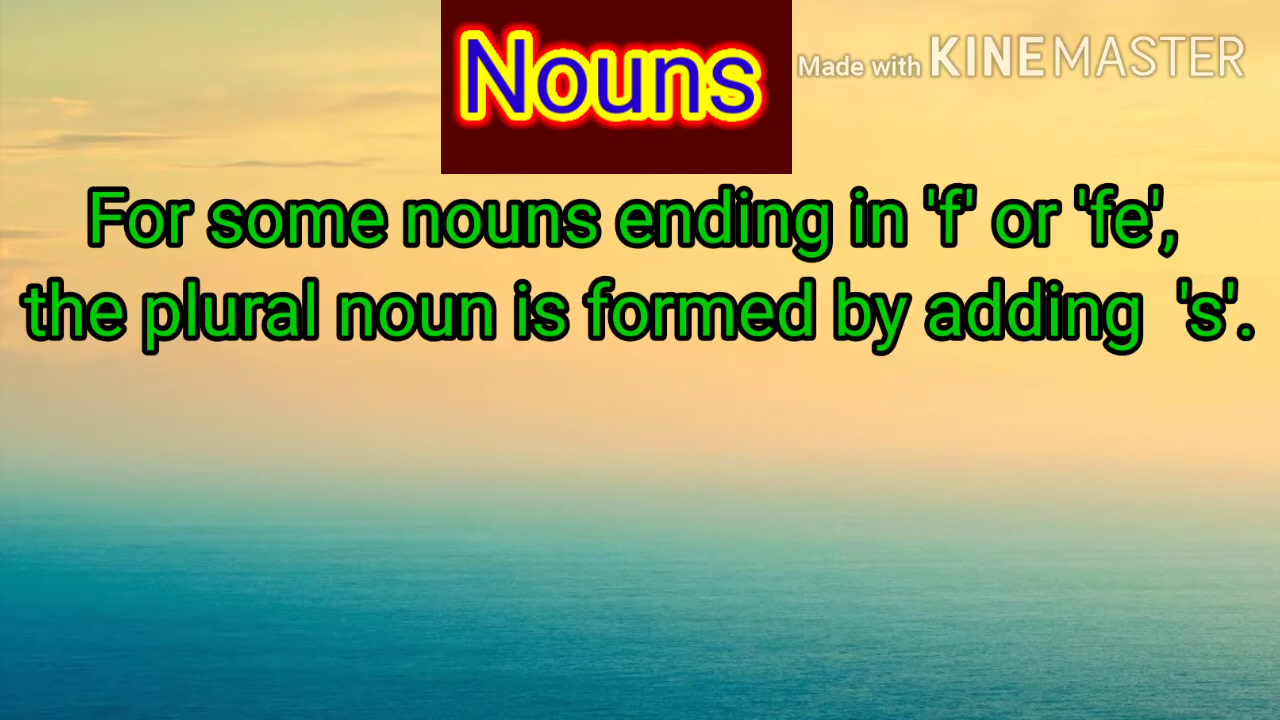 Nouns
Made with KINEMASTER
For some nouns ending in 'f' or 'fe',
the plural noun is formed by adding  's'.